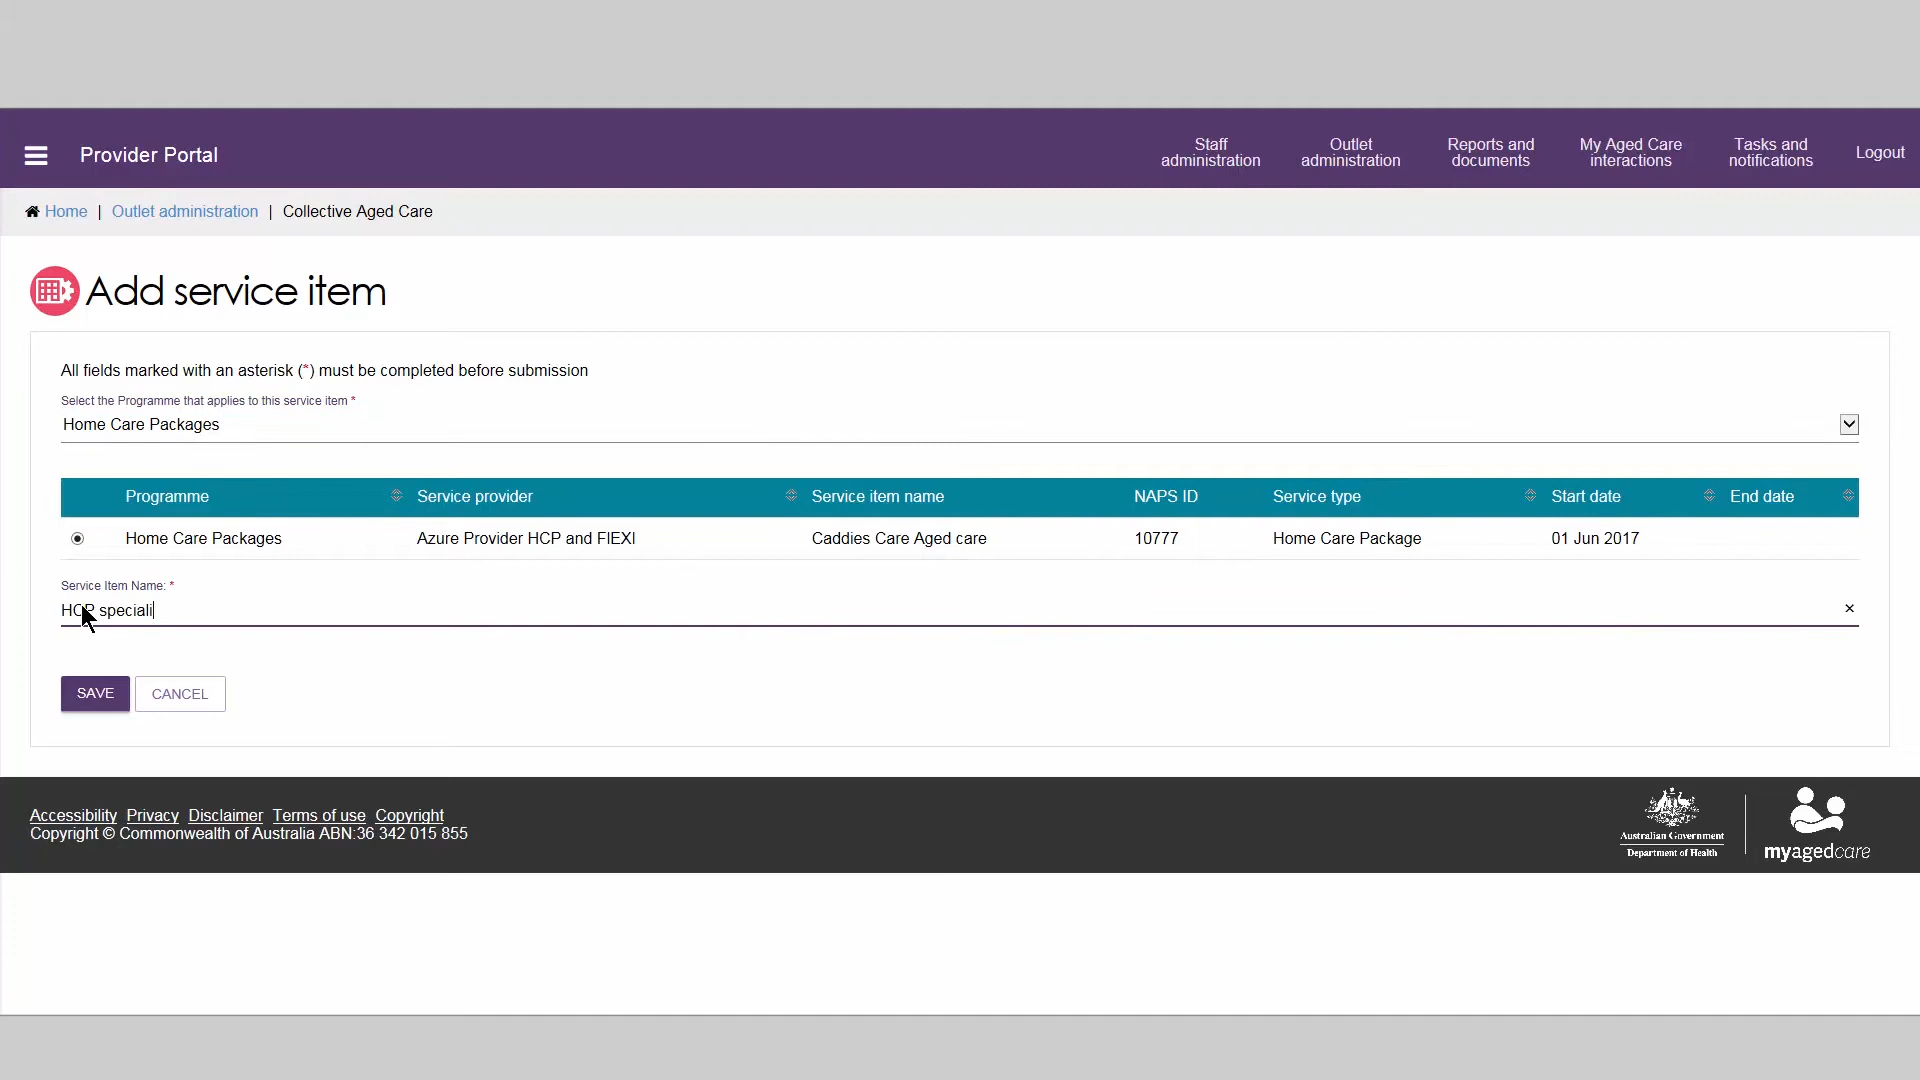 Provider Portal
Staff administration
Outlet administration
Reports and documents
My Aged Care interactions
Tasks and notifications
Logout
Home | Outlet administration | Collective Aged Care
Add service item
All fields marked with an asterisk (*) must be completed before submission
Select the Programme that applies to this service item *
Home Care Packages
Programme Service provider Service item name NAPS ID Service type Start date End date
Home Care Packages Azure Provider HCP and FIEXI Caddies Care Aged care 10777 Home Care Package 01 Jun 2017
Service Item Name: *
HCP speciali
SAVE CANCEL
Accessibility Privacy Disclaimer Terms of use Copyright
Copyright © Commonwealth of Australia ABN:36 342 015 855
Australian Government
Department of Health
myagedcare